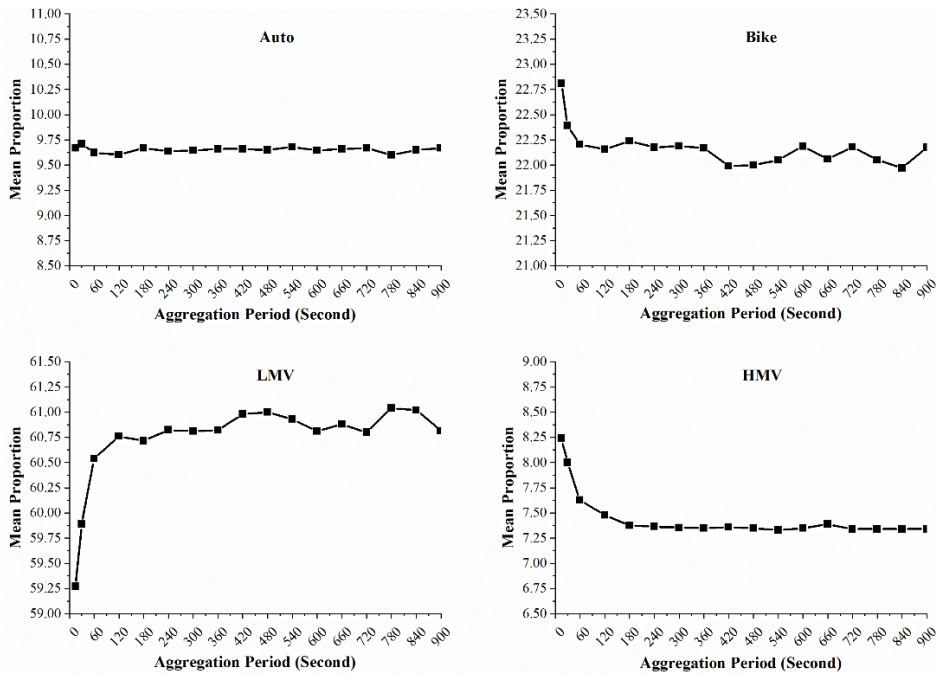 Auto
Mean Proportion
11.00
10.75
10.50
10.25
10.00
9.75
9.50
9.25
9.00
8.75
8.50
0 60 120 180 240 300 360 420 480 540 600 660 720 780 840 900
Aggregation Period (Second)
Bike
Mean Proportion
23.50
23.25
23.00
22.75
22.50
22.25
22.00
21.75
21.50
21.25
21.00
0 60 120 180 240 300 360 420 480 540 600 660 720 780 840 900
Aggregation Period (Second)
LMV
Mean Proportion
61.50
61.25
61.00
60.75
60.50
60.25
60.00
59.75
59.50
59.25
59.00
0 60 120 180 240 300 360 420 480 540 600 660 720 780 840 900
Aggregation Period (Second)
HMV
Mean Proportion
9.00
8.75
8.50
8.25
8.00
7.75
7.50
7.25
7.00
6.75
6.50
0 60 120 180 240 300 360 420 480 540 600 660 720 780 840 900
Aggregation Period (Second)